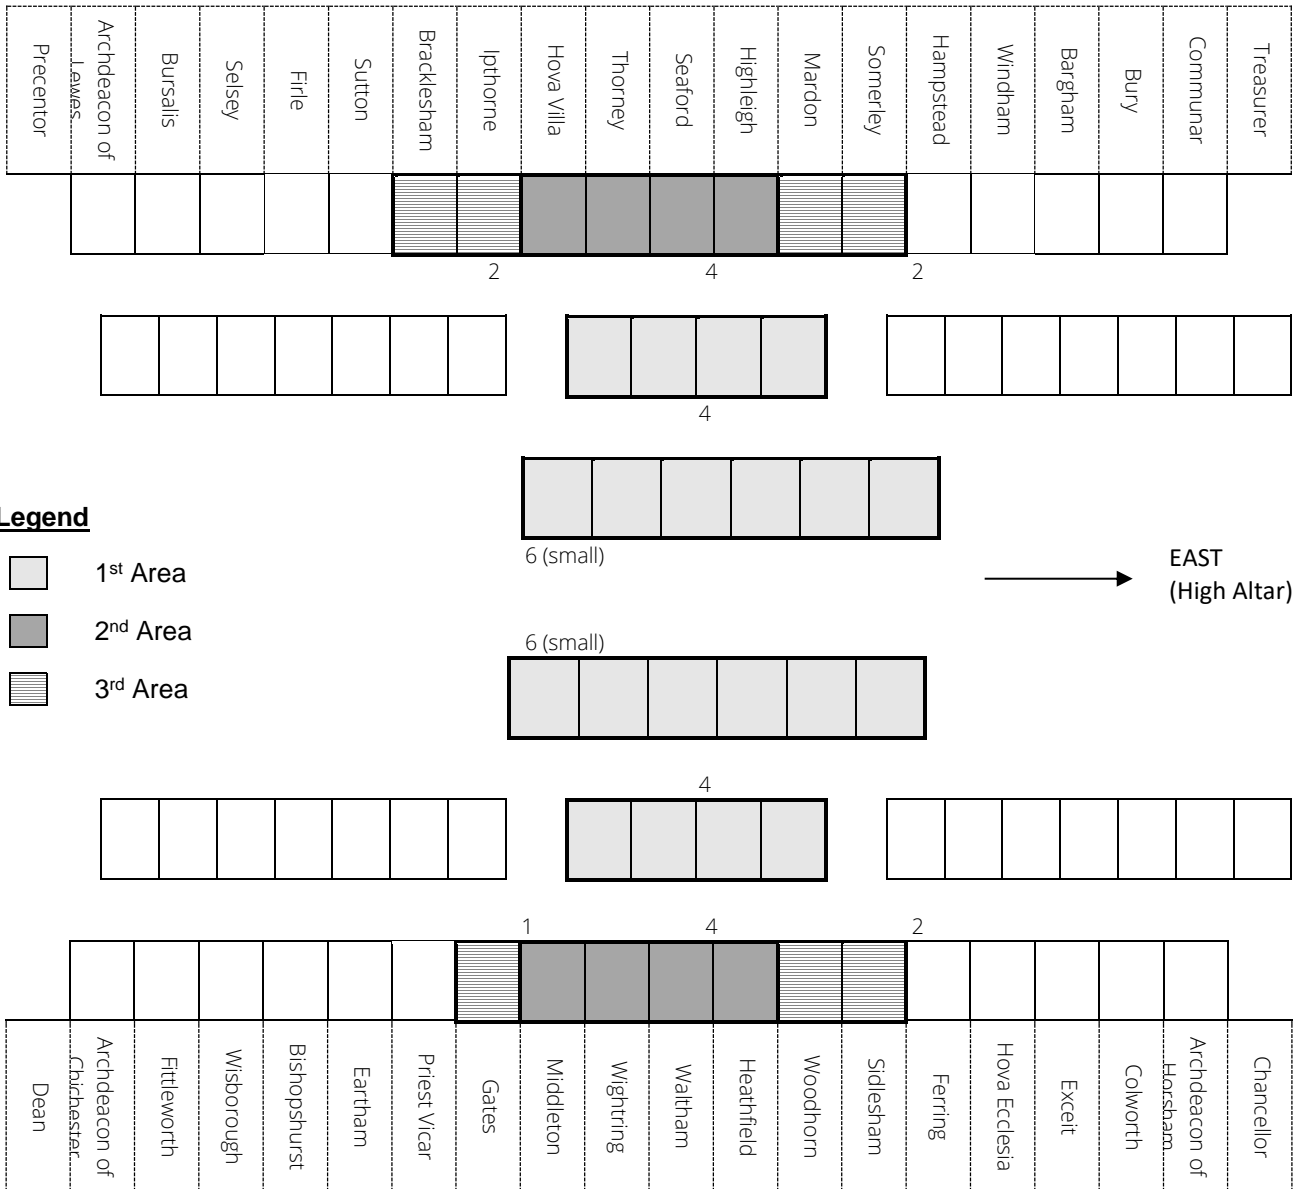 Precentor
Archdeacon of
Lewes
Bursalis
Selsey
Firle
Sutton
Bracklesham
Ipthorne
Hova Villa
Thorney
Seaford
Highleigh
Mardon
Somerley
Hampstead
Windham
Bargham
Bury
Communar
Treasurer
2
4
2
4
6 (small)
Legend
1st Area
2nd Area
3rd Area
EAST
(High Altar)
6 (small)
4
1
4
2
Dean
Archdeacon of
Chichester
Fittleworth
Wisborough
Bishopshurst
Eartham
Priest Vicar
Gates
Middleton
Wightring
Waltham
Heathfield
Woodhorn
Sidlesham
Ferring
Hova Ecclesia
Exceit
Colworth
Archdeacon of
Horsham
Chancellor